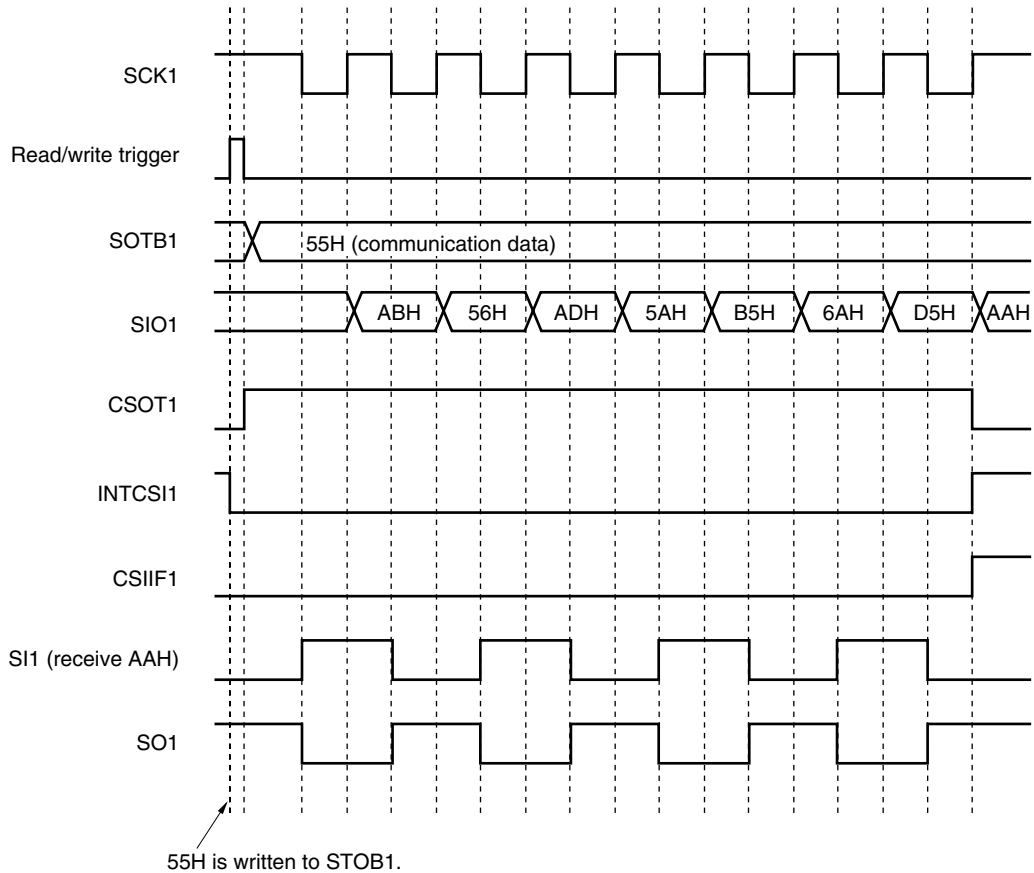 SCK1
Read/write trigger
SOTB1
55H (communication data)
SIO1
ABH 56H ADH 5AH B5H 6AH D5H AAH
CSOT1
INTCSI1
CSIIF1
SI1 (receive AAH)
SO1
55H is written to STOB1.